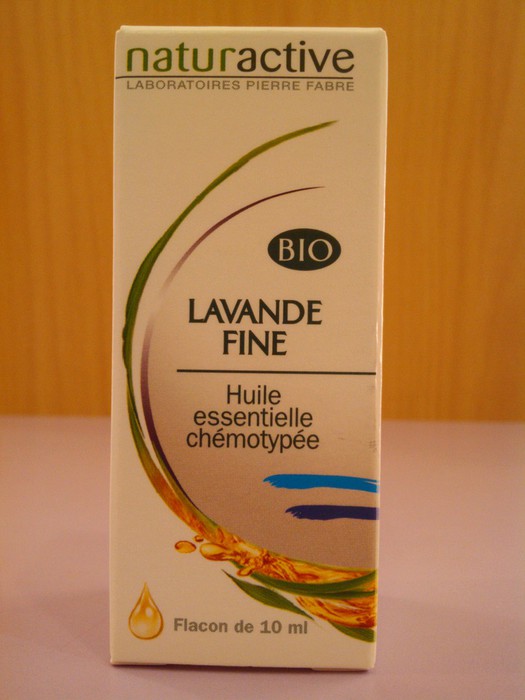 naturactive
LABORATOIRES PIERRE FABRE
BIO
LAVANDE
FINE
Huile
essentielle
chémotypée
Flacon de 10 ml